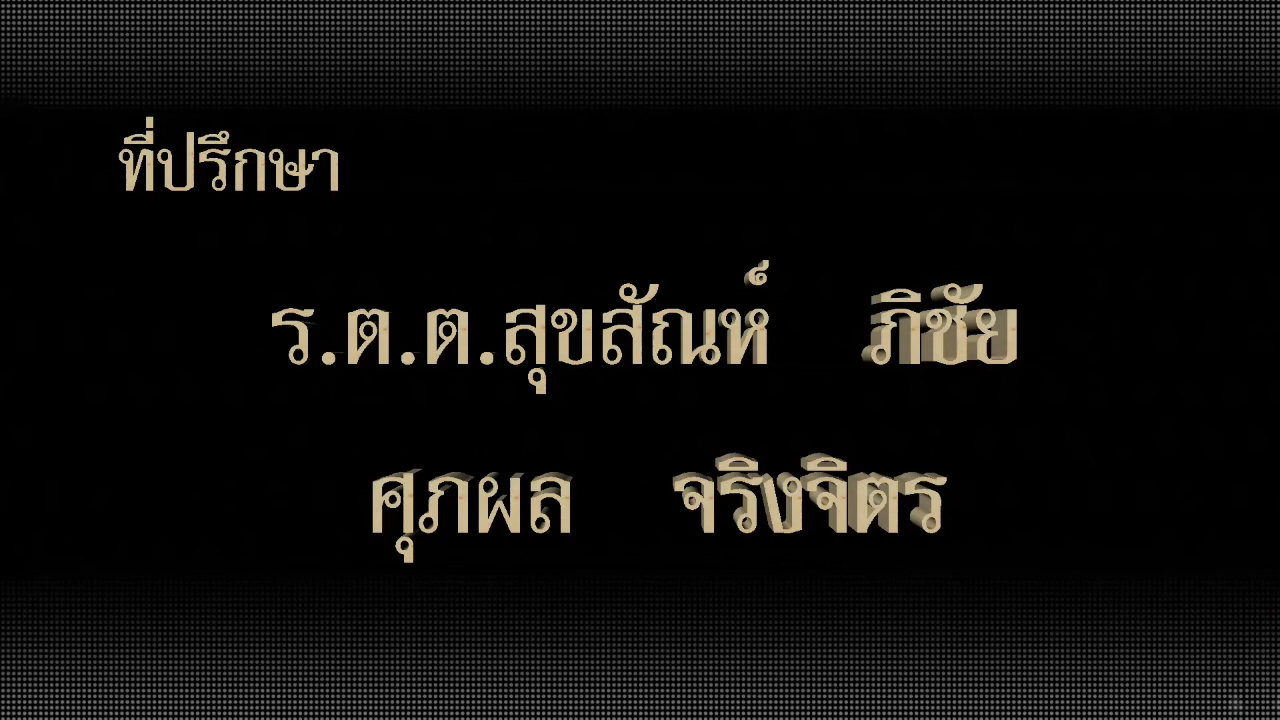 ที่ปรึกษา
ร.ต.ต.สุขสัณห์ ภิชัย
ศุภผล จริงจิตร